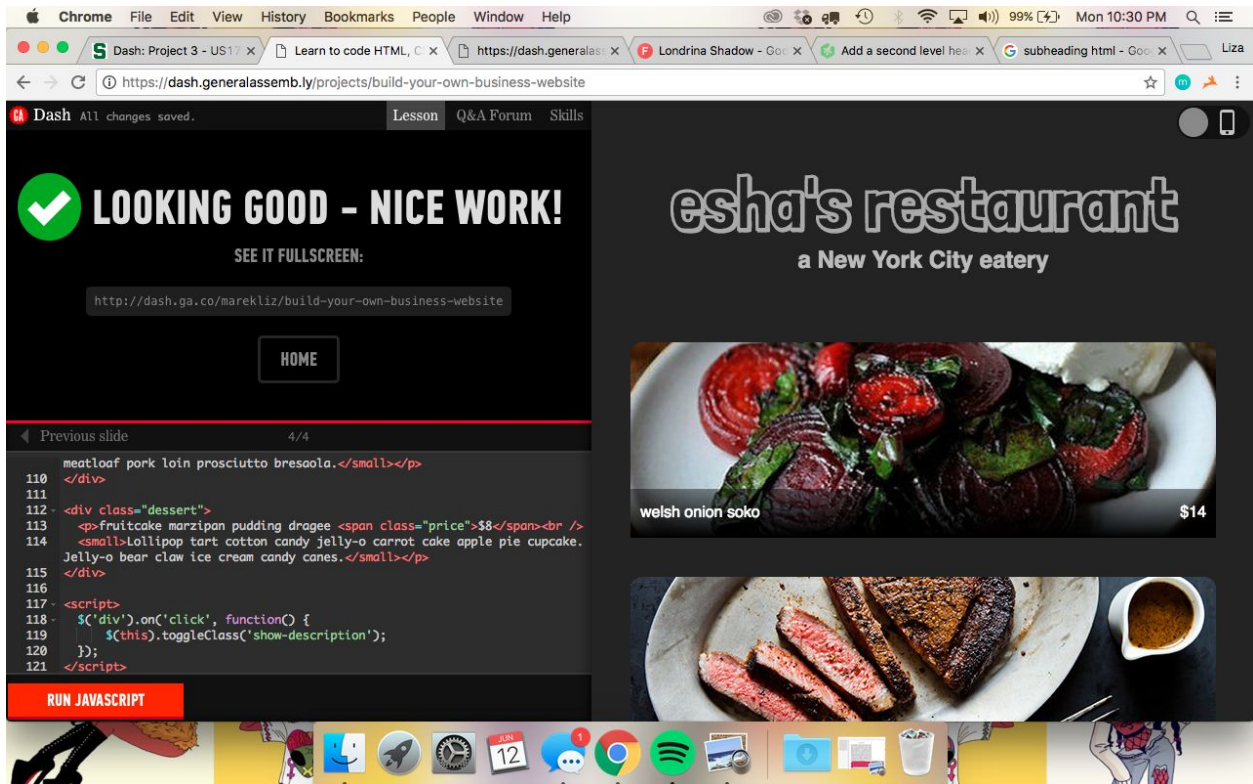 Chrome File Edit View History Bookmarks People Window Help 99% Mon 10:30 PM
Dash: Project 3 - US17 Learn to code HTML, C https://dash.generalass Londrina Shadow - Goo Add a second level hea subheading html - Goo Liza
https://dash.generalassemb.ly/projects/build-your-own-business-website
GA Dash All changes saved. Lesson Q&A Forum Skills
LOOKING GOOD - NICE WORK!
SEE IT FULLSCREEN:
http://dash.ga.co/marekliz/build-your-own-business-website
HOME
Previous slide 4/4
meatloaf pork loin prosciutto bresaola.</small></p>
110 </div>
111
112 <div class="dessert">
113 <p>fruitcake marzipan pudding dragee <span class="price">$8</span><br />
114 <small>Lollipop tart cotton candy jelly-o carrot cake apple pie cupcake.
Jelly-o bear claw ice cream candy canes.</small></p>
115 </div>
116
117 <script>
118 $('div').on('click', function() {
119 $(this).toggleClass('show-description');
120 });
121 </script>
RUN JAVASCRIPT
esha's restaurant
a New York City eatery
welsh onion soko $14
JUN
12
1